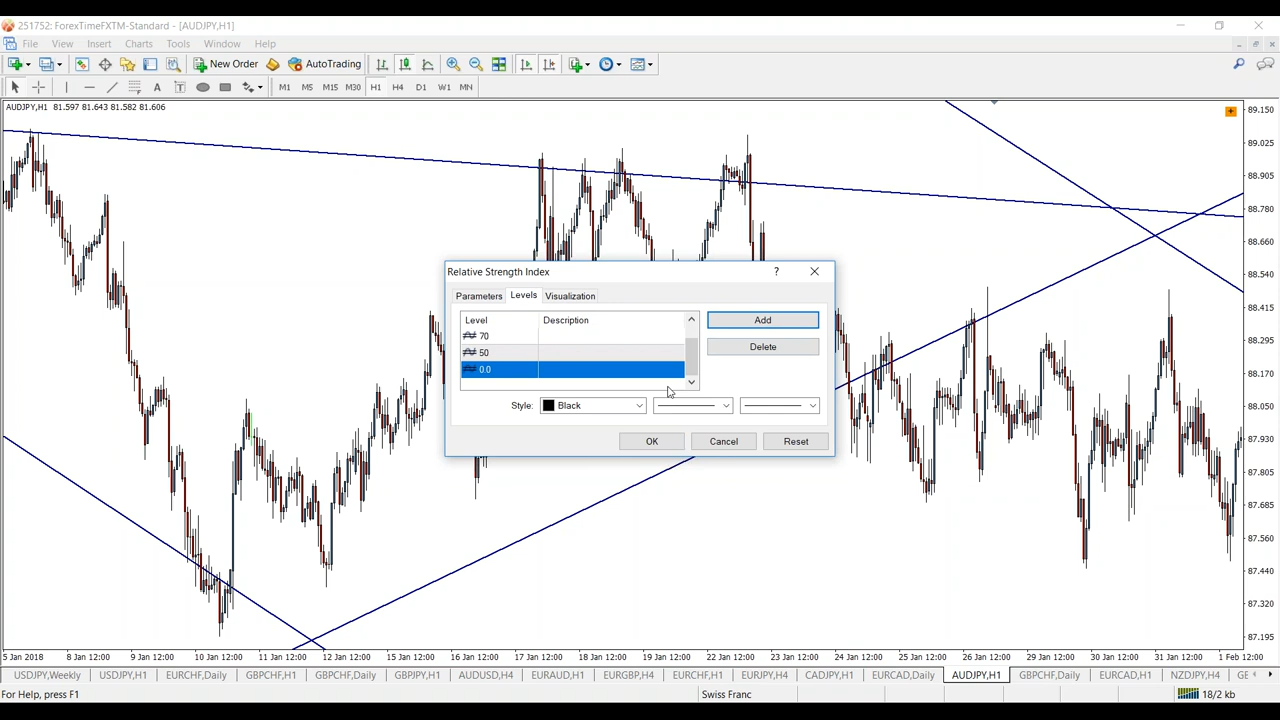 251752: ForexTimeFXTM-Standard - [AUDJPY,H1]
File View Insert Charts Tools Window Help
New Order AutoTrading
A T M1 M5 M15 M30 H1 H4 D1 W1 MN
AUDJPY,H1 81.597 81.643 81.582 81.606
89.150
89.025
88.905
88.780
88.660
88.540
88.415
88.293
88.170
88.050
87.930
87.805
87.685
87.560
87.440
87.320
87.195
Relative Strength Index ?
Parameters Levels Visualization
Level Description
70
50
0.0
Add
Delete
Style: Black
OK Cancel Reset
5 Jan 2018 8 Jan 12:00 9 Jan 12:00 10 Jan 12:00 11 Jan 12:00 12 Jan 12:00 15 Jan 12:00 16 Jan 12:00 17 Jan 12:00 18 Jan 12:00 19 Jan 12:00 22 Jan 12:00 23 Jan 12:00 24 Jan 12:00 25 Jan 12:00 26 Jan 12:00 29 Jan 12:00 30 Jan 12:00 31 Jan 12:00 1 Feb 12:00
USDJPY,Weekly USDJPY,H1 EURCHF,Daily GBPCHF,H1 GBPCHF,Daily GBPJPY,H1 AUDUSD,H4 EURAUD,H1 EURGBP,H4 EURCHF,H1 EURJPY,H4 CADJPY,H1 EURCAD,Daily AUDJPY,H1 GBPCHF,Daily EURCAD,H1 NZDJPY,H4 GE
For Help, press F1 Swiss Franc 18/2 kb